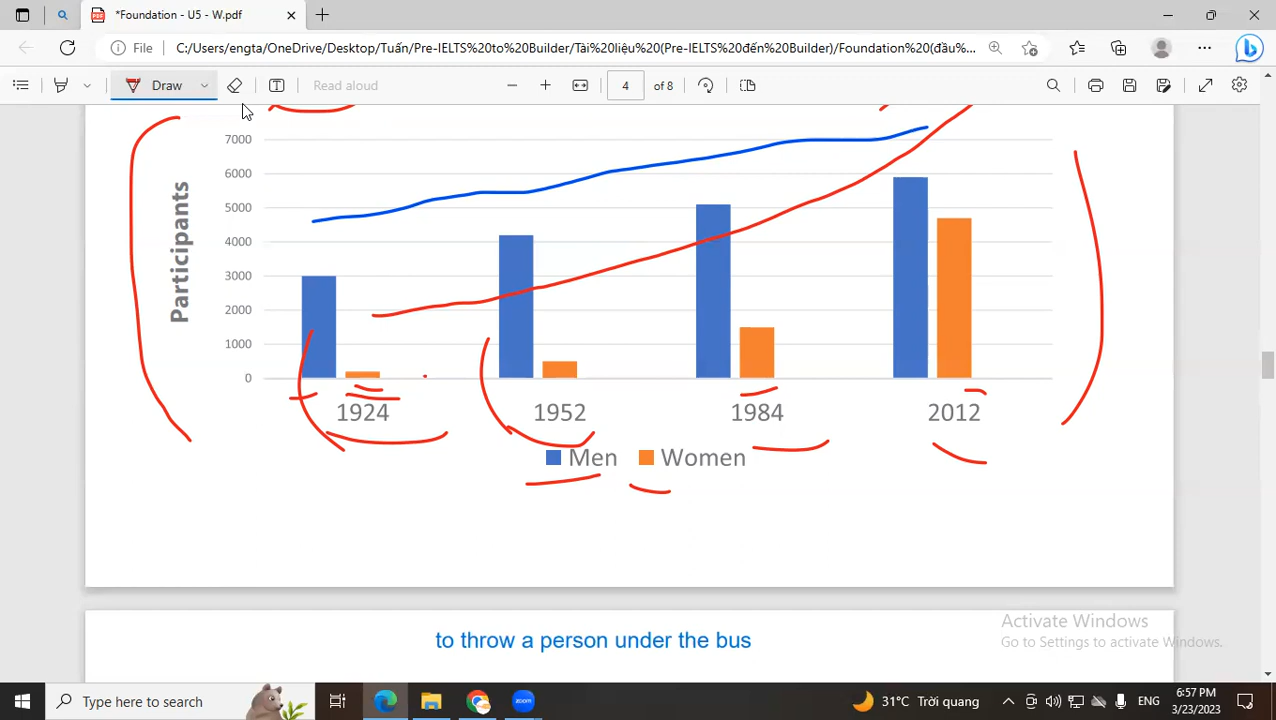 *Foundation - U5 - W.pdf
File C:/Users/engta/OneDrive/Desktop/Tuấn/Pre-IELTS%20to%20Builder/Tài%20liệu%20(Pre-IELTS%20đến%20Builder)/Foundation%20(đầu%...
Draw Read aloud 4 of 8
7000
6000
5000
4000
3000
2000
1000
0
Participants
1924 1952 1984 2012
Men Women
to throw a person under the bus
Activate Windows
Go to Settings to activate Windows.
Type here to search zoom 31°C Trời quang ENG 6:57 PM
3/23/2023